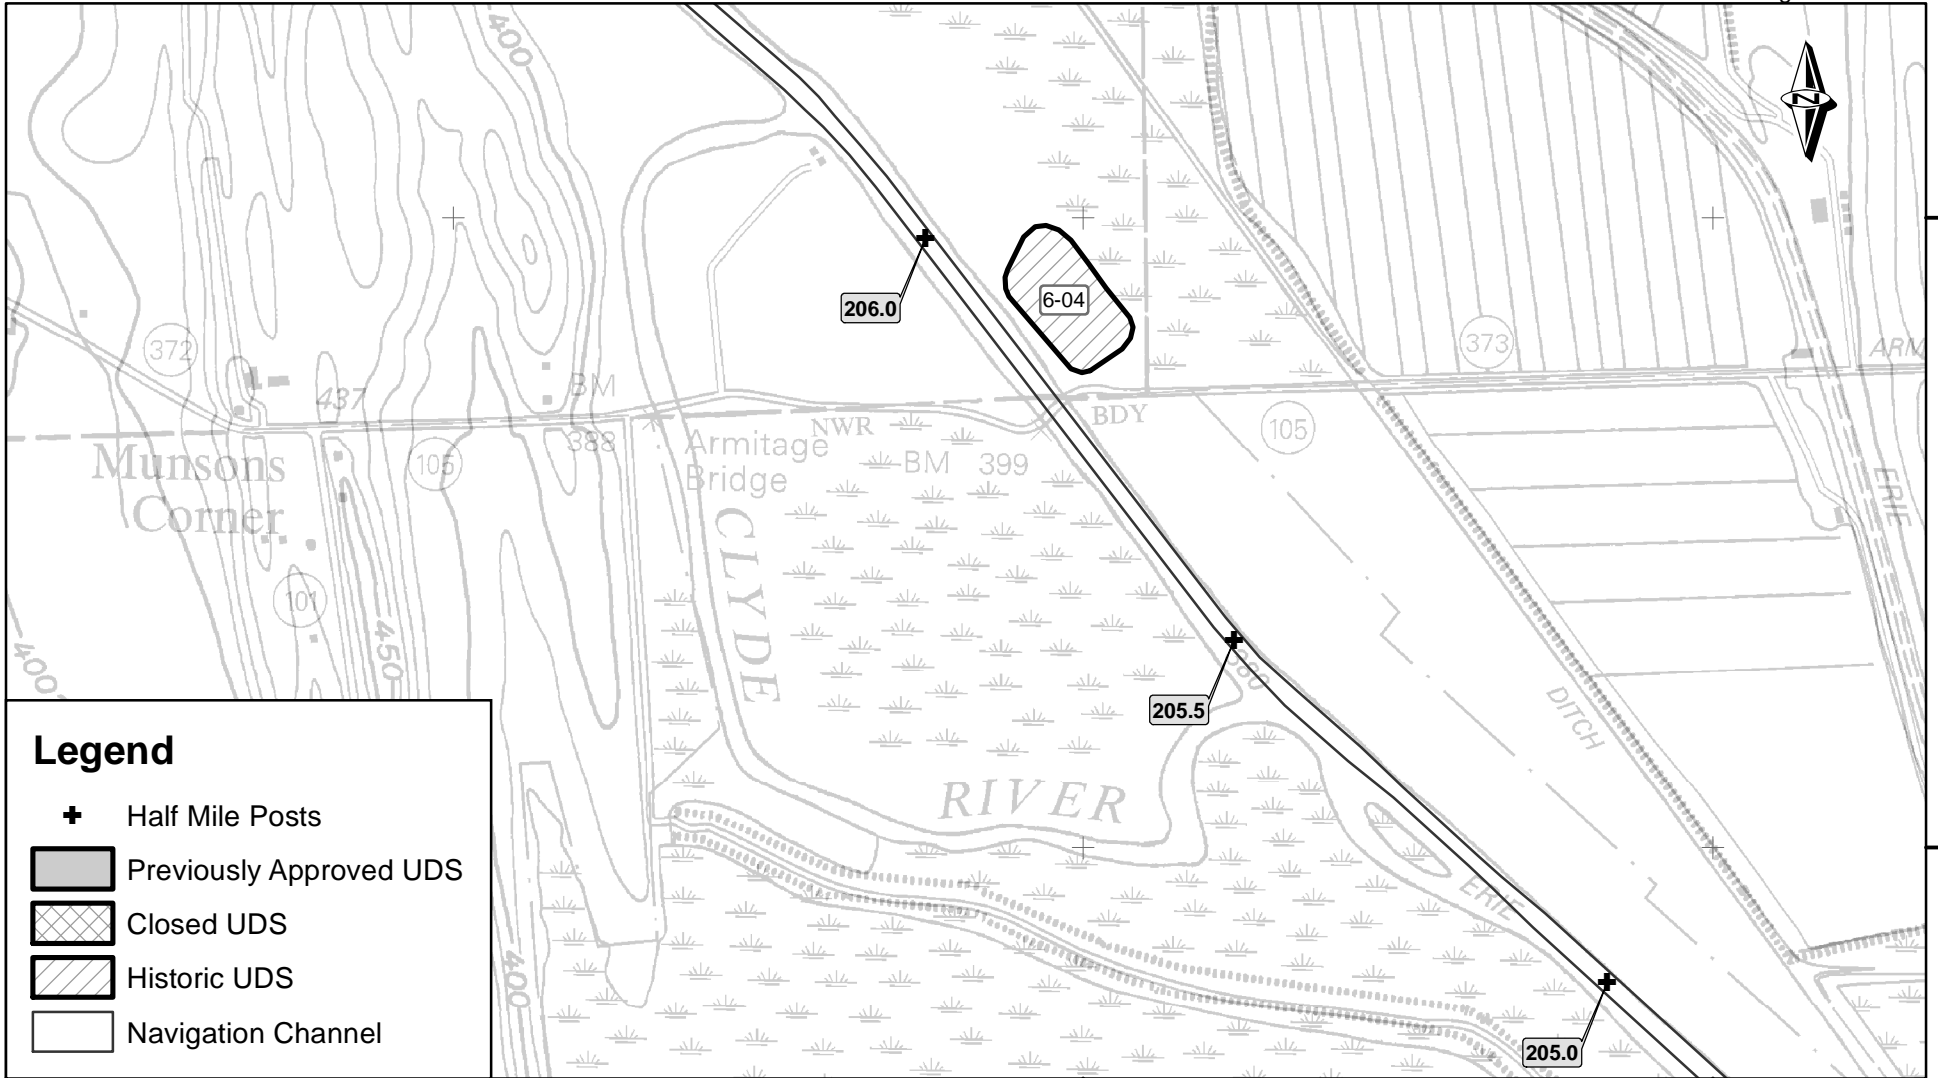 400
N
206.0
6-04
372
373
ARM
437
BM
NWR
BDY
105
388
Armitage
Bridge
BM 399
Munsons
Corner
105
ERIE
CLYDE
101
450
400
380
205.5
DITCH
RIVER
ERIE
400
205.0
Legend
Half Mile Posts
Previously Approved UDS
Closed UDS
Historic UDS
Navigation Channel